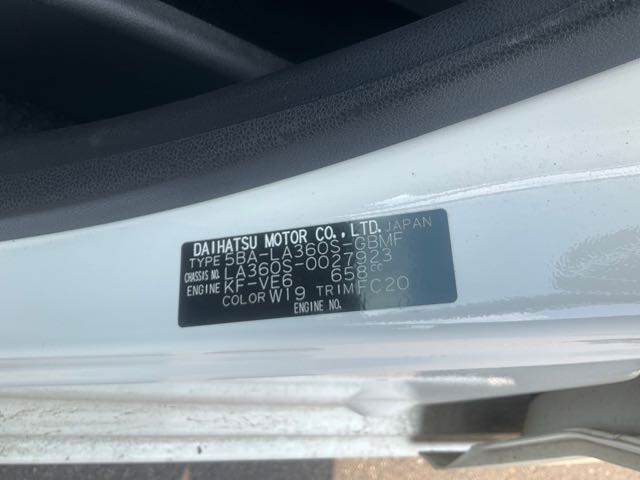 DAIHATSU MOTOR CO.,LTD. JAPAN
TYPE 5BA-LA360S-GBMF
CHASSIS NO. LA360S-0027923
ENGINE KF-VE6 658cc
COLOR W19 TRIM FC20
ENGINE NO.